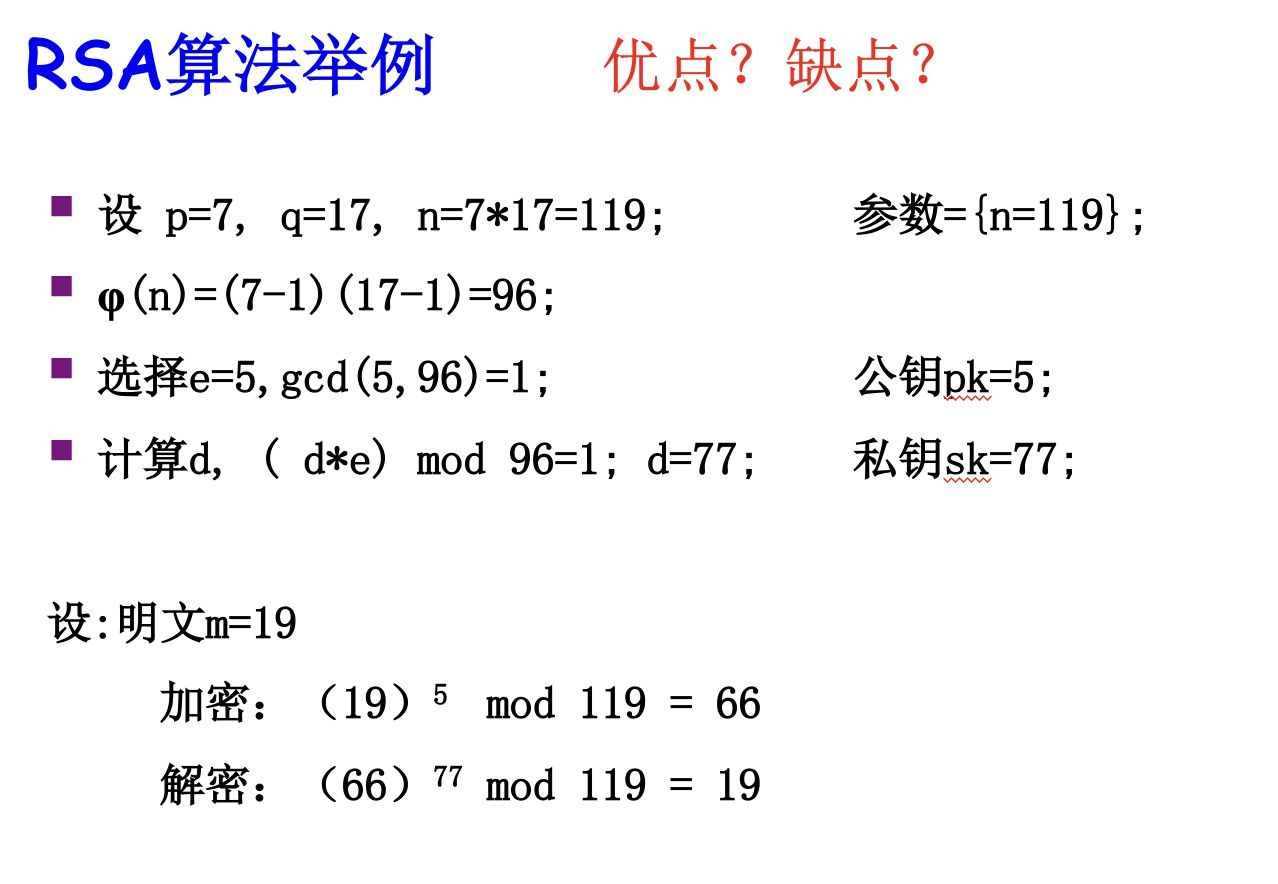 RSA算法举例 优点？缺点？
设 p=7, q=17, n=7*17=119; 参数={n=119};
φ(n)=(7-1)(17-1)=96;
选择e=5,gcd(5,96)=1; 公钥pk=5;
计算d, ( d*e) mod 96=1; d=77; 私钥sk=77;
设:明文m=19
加密：（19）⁵ mod 119 = 66
解密：（66）⁷⁷ mod 119 = 19